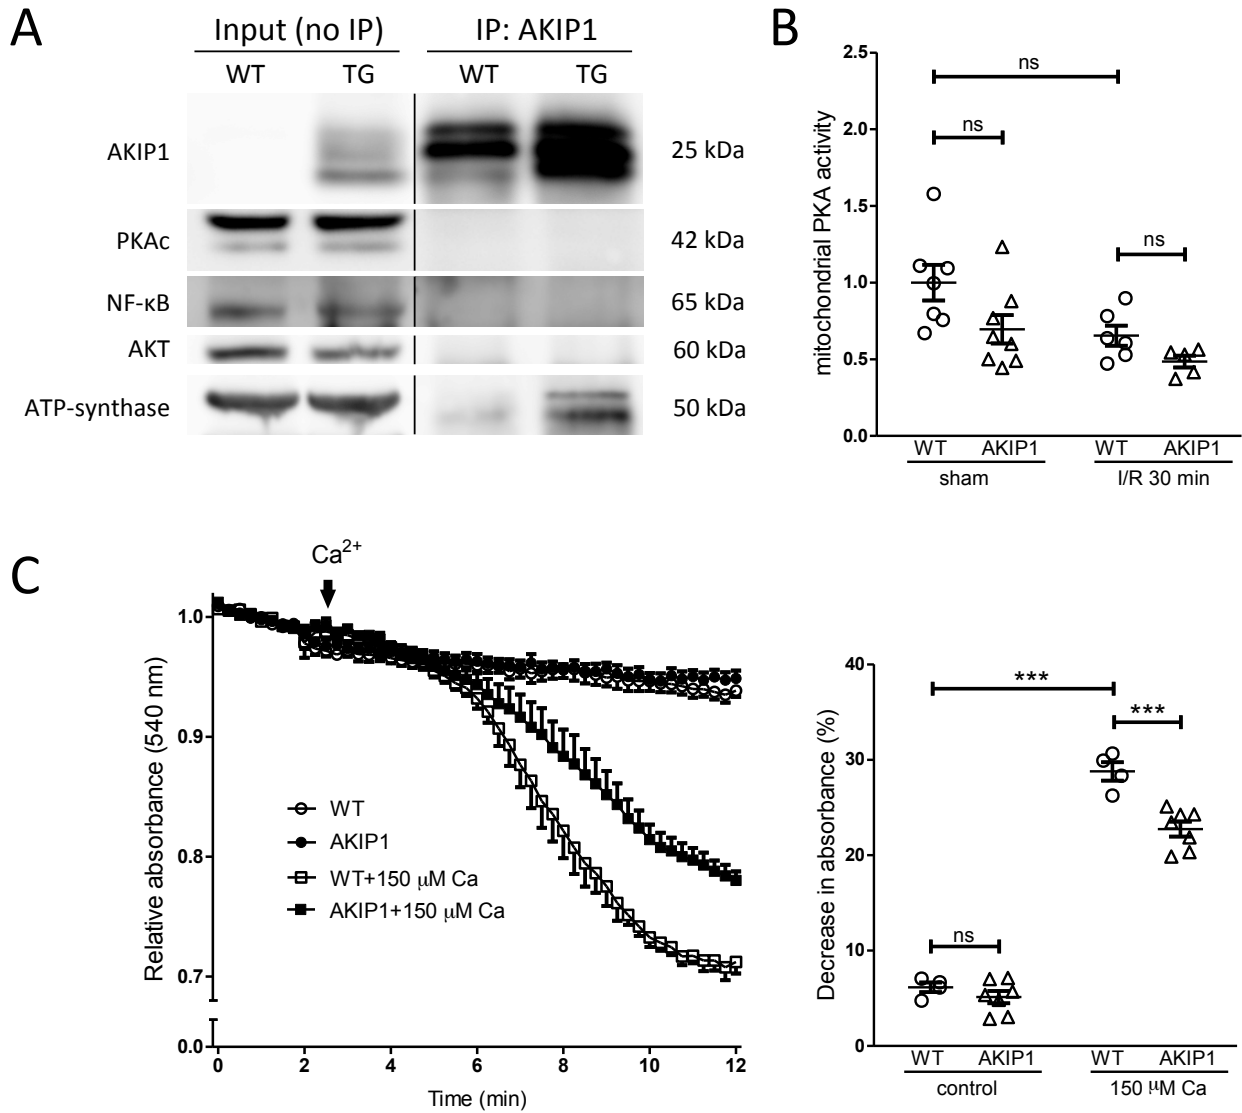 A
Input (no IP)
IP: AKIP1
WT
TG
WT
TG
AKIP1
25 kDa
PKAc
42 kDa
NF-κB
65 kDa
AKT
60 kDa
ATP-synthase
50 kDa
B
mitochondrial PKA activity
2.5
2.0
1.5
1.0
0.5
0.0
ns
ns
ns
WT
AKIP1
WT
AKIP1
sham
I/R 30 min
C
Ca2+
Relative absorbance (540 nm)
1.0
0.9
0.8
0.7
0.0
WT
AKIP1
WT+150 μM Ca
AKIP1+150 μM Ca
0
2
4
6
8
10
12
Time (min)
Decrease in absorbance (%)
40
30
20
10
0
***
***
ns
WT
AKIP1
WT
AKIP1
control
150 μM Ca